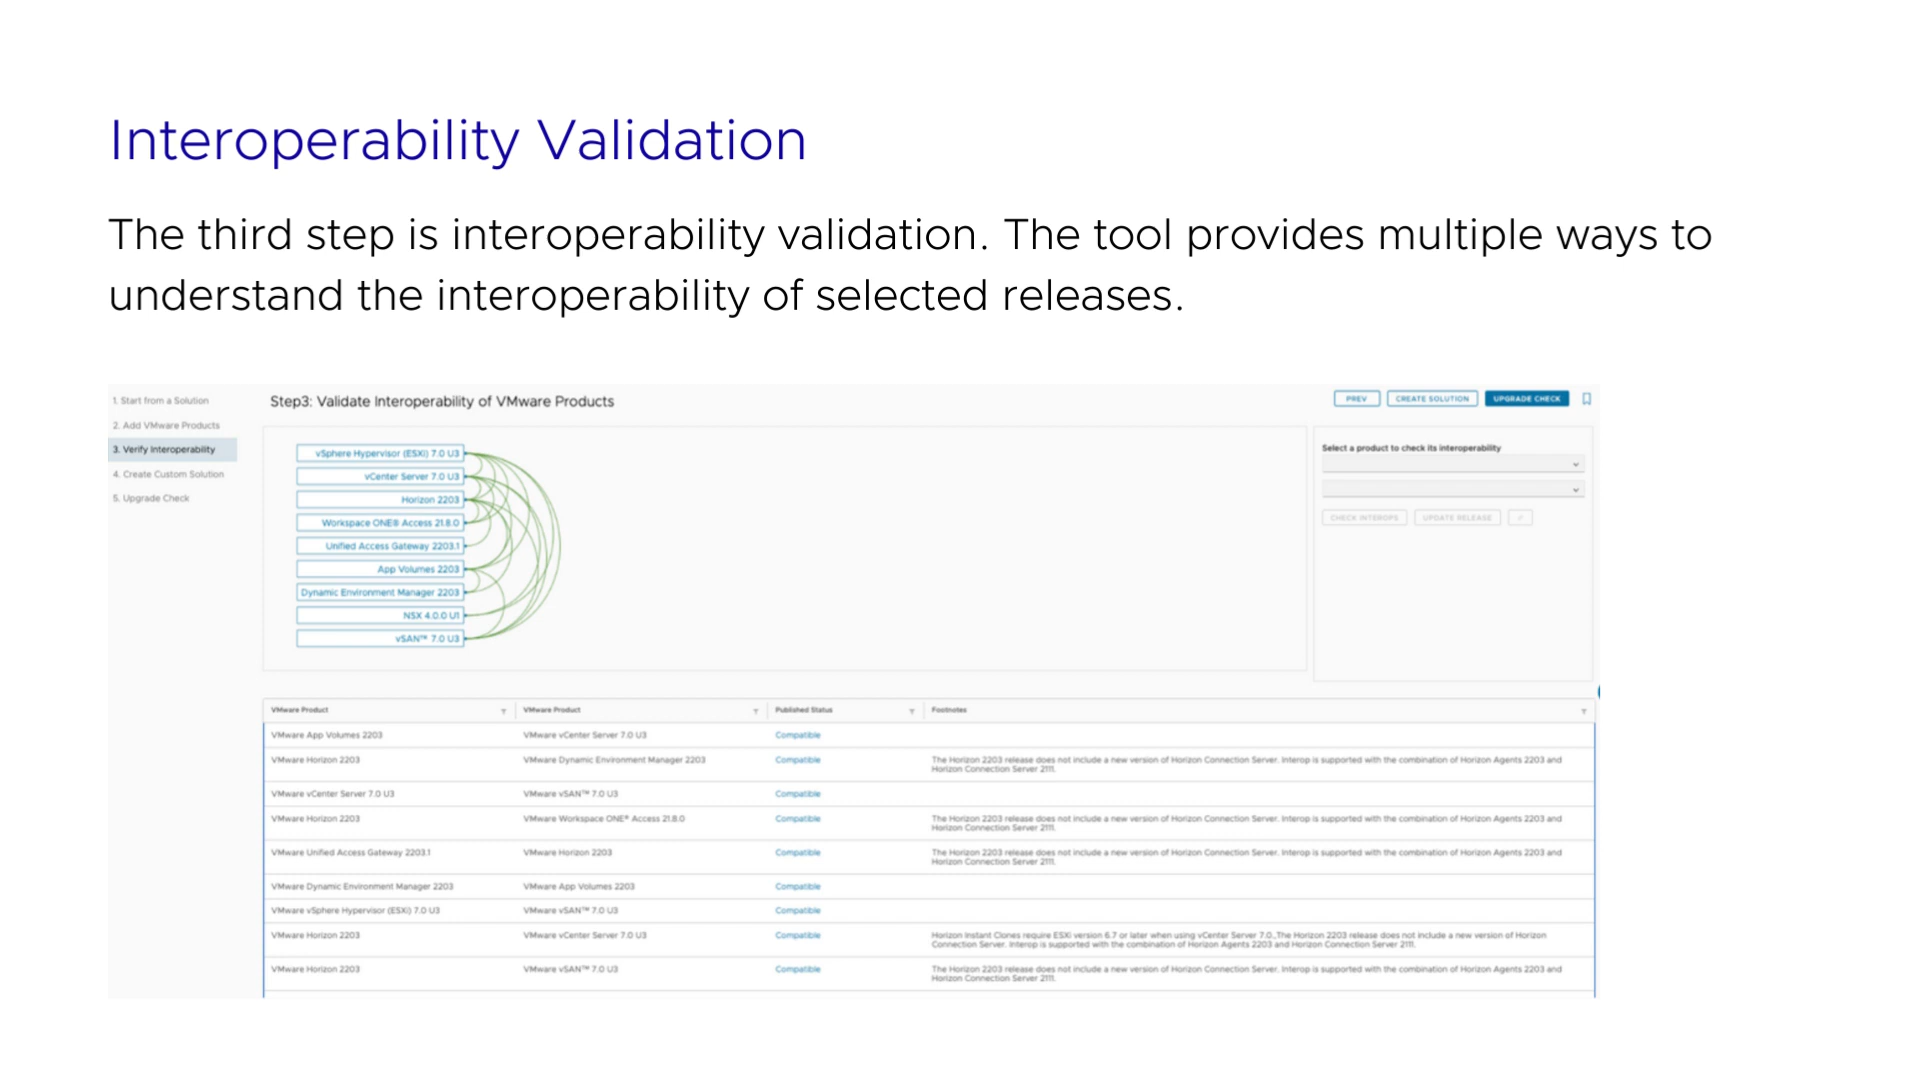 Interoperability Validation
The third step is interoperability validation. The tool provides multiple ways to
understand the interoperability of selected releases.
1. Start from a Solution
2. Add VMware Products
3. Verify Interoperability
4. Create Custom Solution
5. Upgrade Check
Step3: Validate Interoperability of VMware Products
PREV
CREATE SOLUTION
UPGRADE CHECK
vSphere Hypervisor (ESXi) 7.0 U3
vCenter Server 7.0 U3
Horizon 2203
Workspace ONE® Access 21.8.0
Unified Access Gateway 2203.1
App Volumes 2203
Dynamic Environment Manager 2203
NSX 4.0.0 U1
vSAN™ 7.0 U3
Select a product to check its interoperability
CHECK INTEROPS
UPDATE RELEASE
VMware Product VMware Product Published Status Footnotes
VMware App Volumes 2203 VMware vCenter Server 7.0 U3 Compatible
VMware Horizon 2203 VMware Dynamic Environment Manager 2203 Compatible The Horizon 2203 release does not include a new version of Horizon Connection Server. Interop is supported with the combination of Horizon Agents 2203 and
Horizon Connection Server 2111.
VMware vCenter Server 7.0 U3 VMware vSAN™ 7.0 U3 Compatible
VMware Horizon 2203 VMware Workspace ONE® Access 21.8.0 Compatible The Horizon 2203 release does not include a new version of Horizon Connection Server. Interop is supported with the combination of Horizon Agents 2203 and
Horizon Connection Server 2111.
VMware Unified Access Gateway 2203.1 VMware Horizon 2203 Compatible The Horizon 2203 release does not include a new version of Horizon Connection Server. Interop is supported with the combination of Horizon Agents 2203 and
Horizon Connection Server 2111.
VMware Dynamic Environment Manager 2203 VMware App Volumes 2203 Compatible
VMware vSphere Hypervisor (ESXi) 7.0 U3 VMware vSAN™ 7.0 U3 Compatible
VMware Horizon 2203 VMware vCenter Server 7.0 U3 Compatible Horizon Instant Clones require ESXi version 6.7 or later when using vCenter Server 7.0.,The Horizon 2203 release does not include a new version of Horizon
Connection Server. Interop is supported with the combination of Horizon Agents 2203 and Horizon Connection Server 2111.
VMware Horizon 2203 VMware vSAN™ 7.0 U3 Compatible The Horizon 2203 release does not include a new version of Horizon Connection Server. Interop is supported with the combination of Horizon Agents 2203 and
Horizon Connection Server 2111.